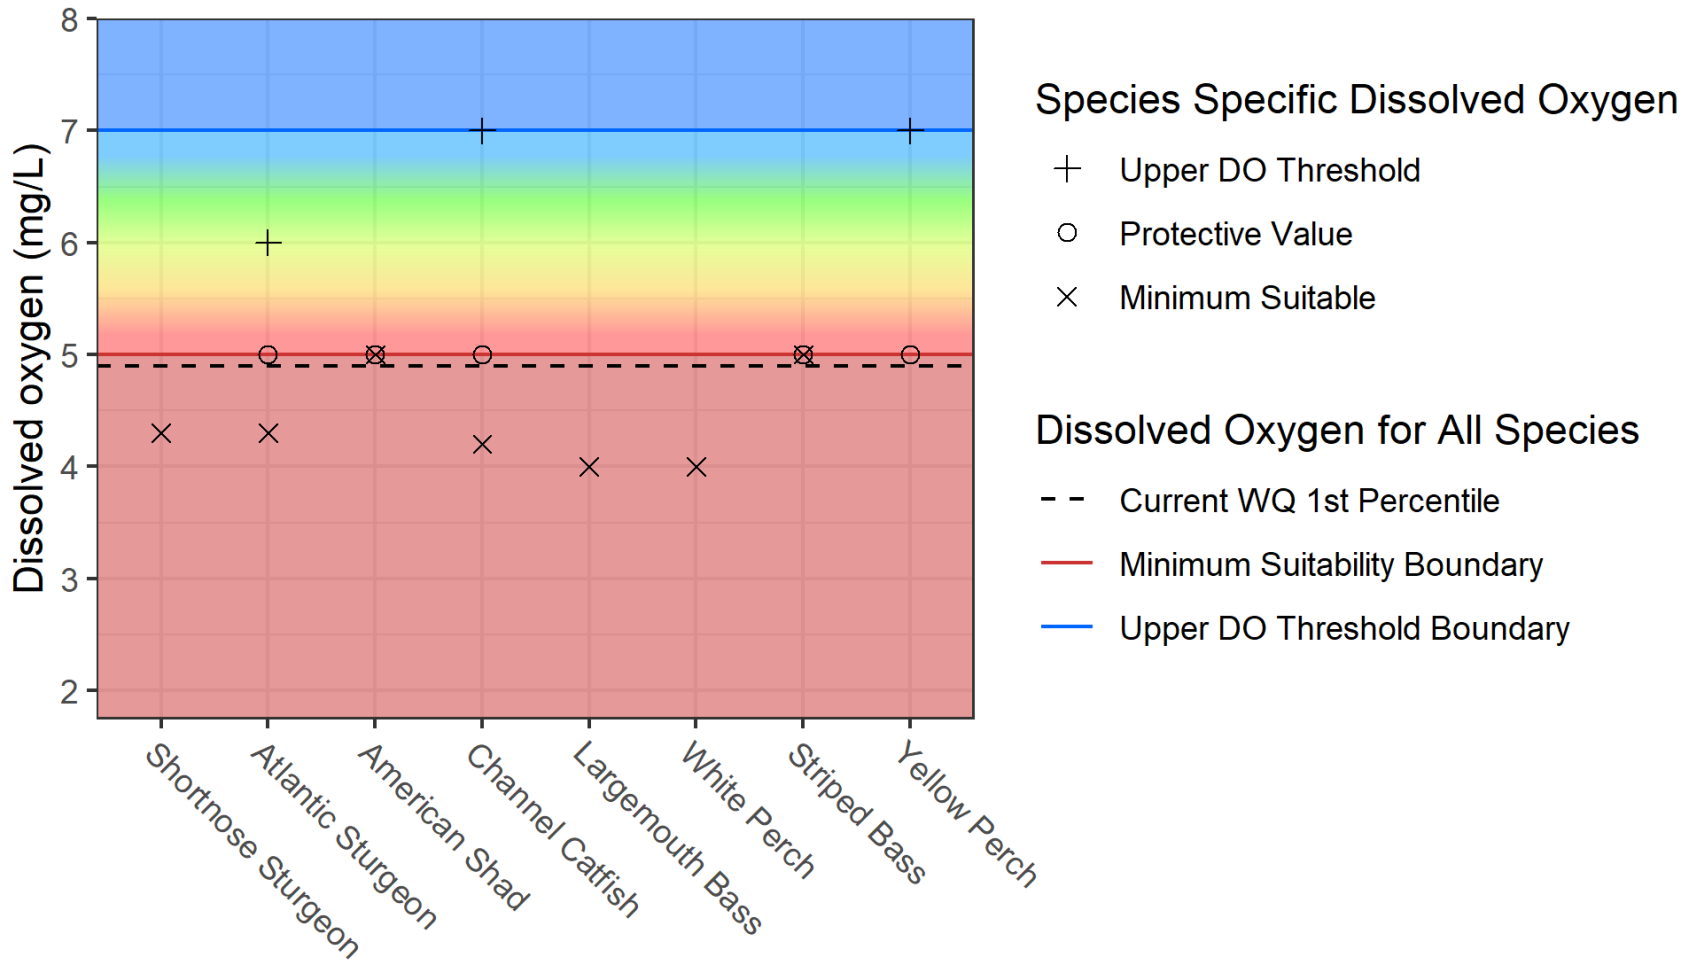 8
7
6
5
4
3
2
Dissolved oxygen (mg/L)
Shortnose Sturgeon
Atlantic Sturgeon
American Shad
Channel Catfish
Largemouth Bass
White Perch
Striped Bass
Yellow Perch
Species Specific Dissolved Oxygen
Upper DO Threshold
Protective Value
Minimum Suitable
Dissolved Oxygen for All Species
Current WQ 1st Percentile
Minimum Suitability Boundary
Upper DO Threshold Boundary